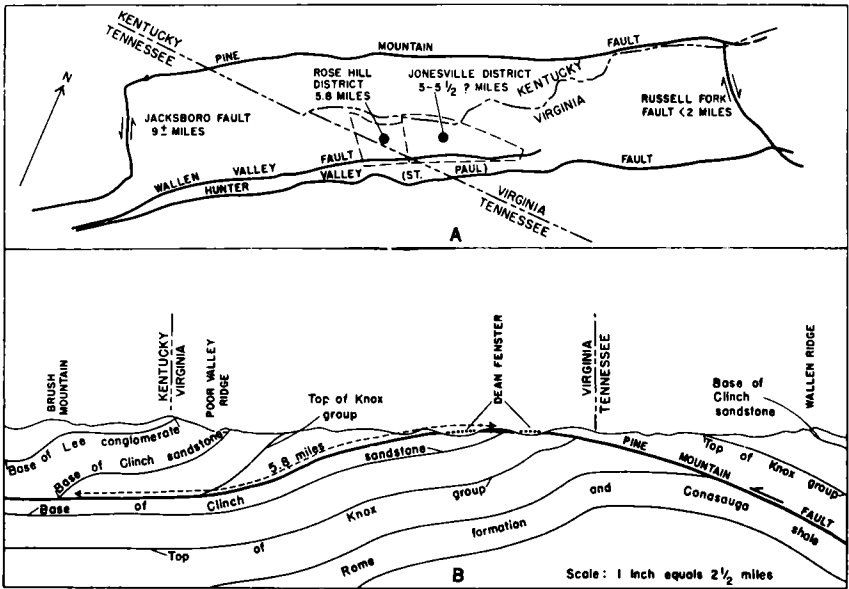 KENTUCKY
TENNESSEE
PINE
MOUNTAIN
FAULT
N
ROSE HILL
DISTRICT
5.8 MILES
JONESVILLE DISTRICT
5-5 1/2 ? MILES
KENTUCKY
VIRGINIA
JACKSBORO FAULT
9± MILES
RUSSELL FORK
FAULT <2 MILES
WALLEN VALLEY FAULT
HUNTER VALLEY (ST. PAUL) FAULT
VIRGINIA
TENNESSEE
A
BRUSH
MOUNTAIN
KENTUCKY
VIRGINIA
POOR VALLEY
RIDGE
DEAN FENSTER
VIRGINIA
TENNESSEE
WALLEN RIDGE
Top of Knox
group
Base of
Clinch
sandstone
Base of Lee conglomerate
Base of Clinch sandstone
5.8 miles
PINE MOUNTAIN FAULT
Top of Knox group
Base of Clinch sandstone
Top of Knox group
Rome formation and Conasauga shale
B
Scale: 1 inch equals 2 1/2 miles